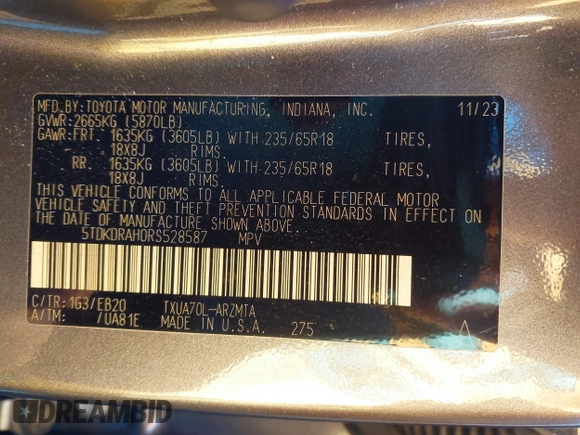 MFD.BY:TOYOTA MOTOR MANUFACTURING, INDIANA, INC. 11/23
GVWR:2665KG (5870LB)
GAWR:FRT. 1635KG (3605LB) WITH 235/65R18 TIRES,
18X8J RIMS.
RR. 1635KG (3605LB) WITH 235/65R18 TIRES,
18X8J RIMS.
THIS VEHICLE CONFORMS TO ALL APPLICABLE FEDERAL MOTOR
VEHICLE SAFETY AND THEFT PREVENTION STANDARDS IN EFFECT ON
THE DATE OF MANUFACTURE SHOWN ABOVE.
5TDKDRAH0RS528587 MPV
C/TR:1G3/EB20 TXUA70L-ARZMTA
A/TM: /UA81E MADE IN U.S.A. 275
DREAMBID